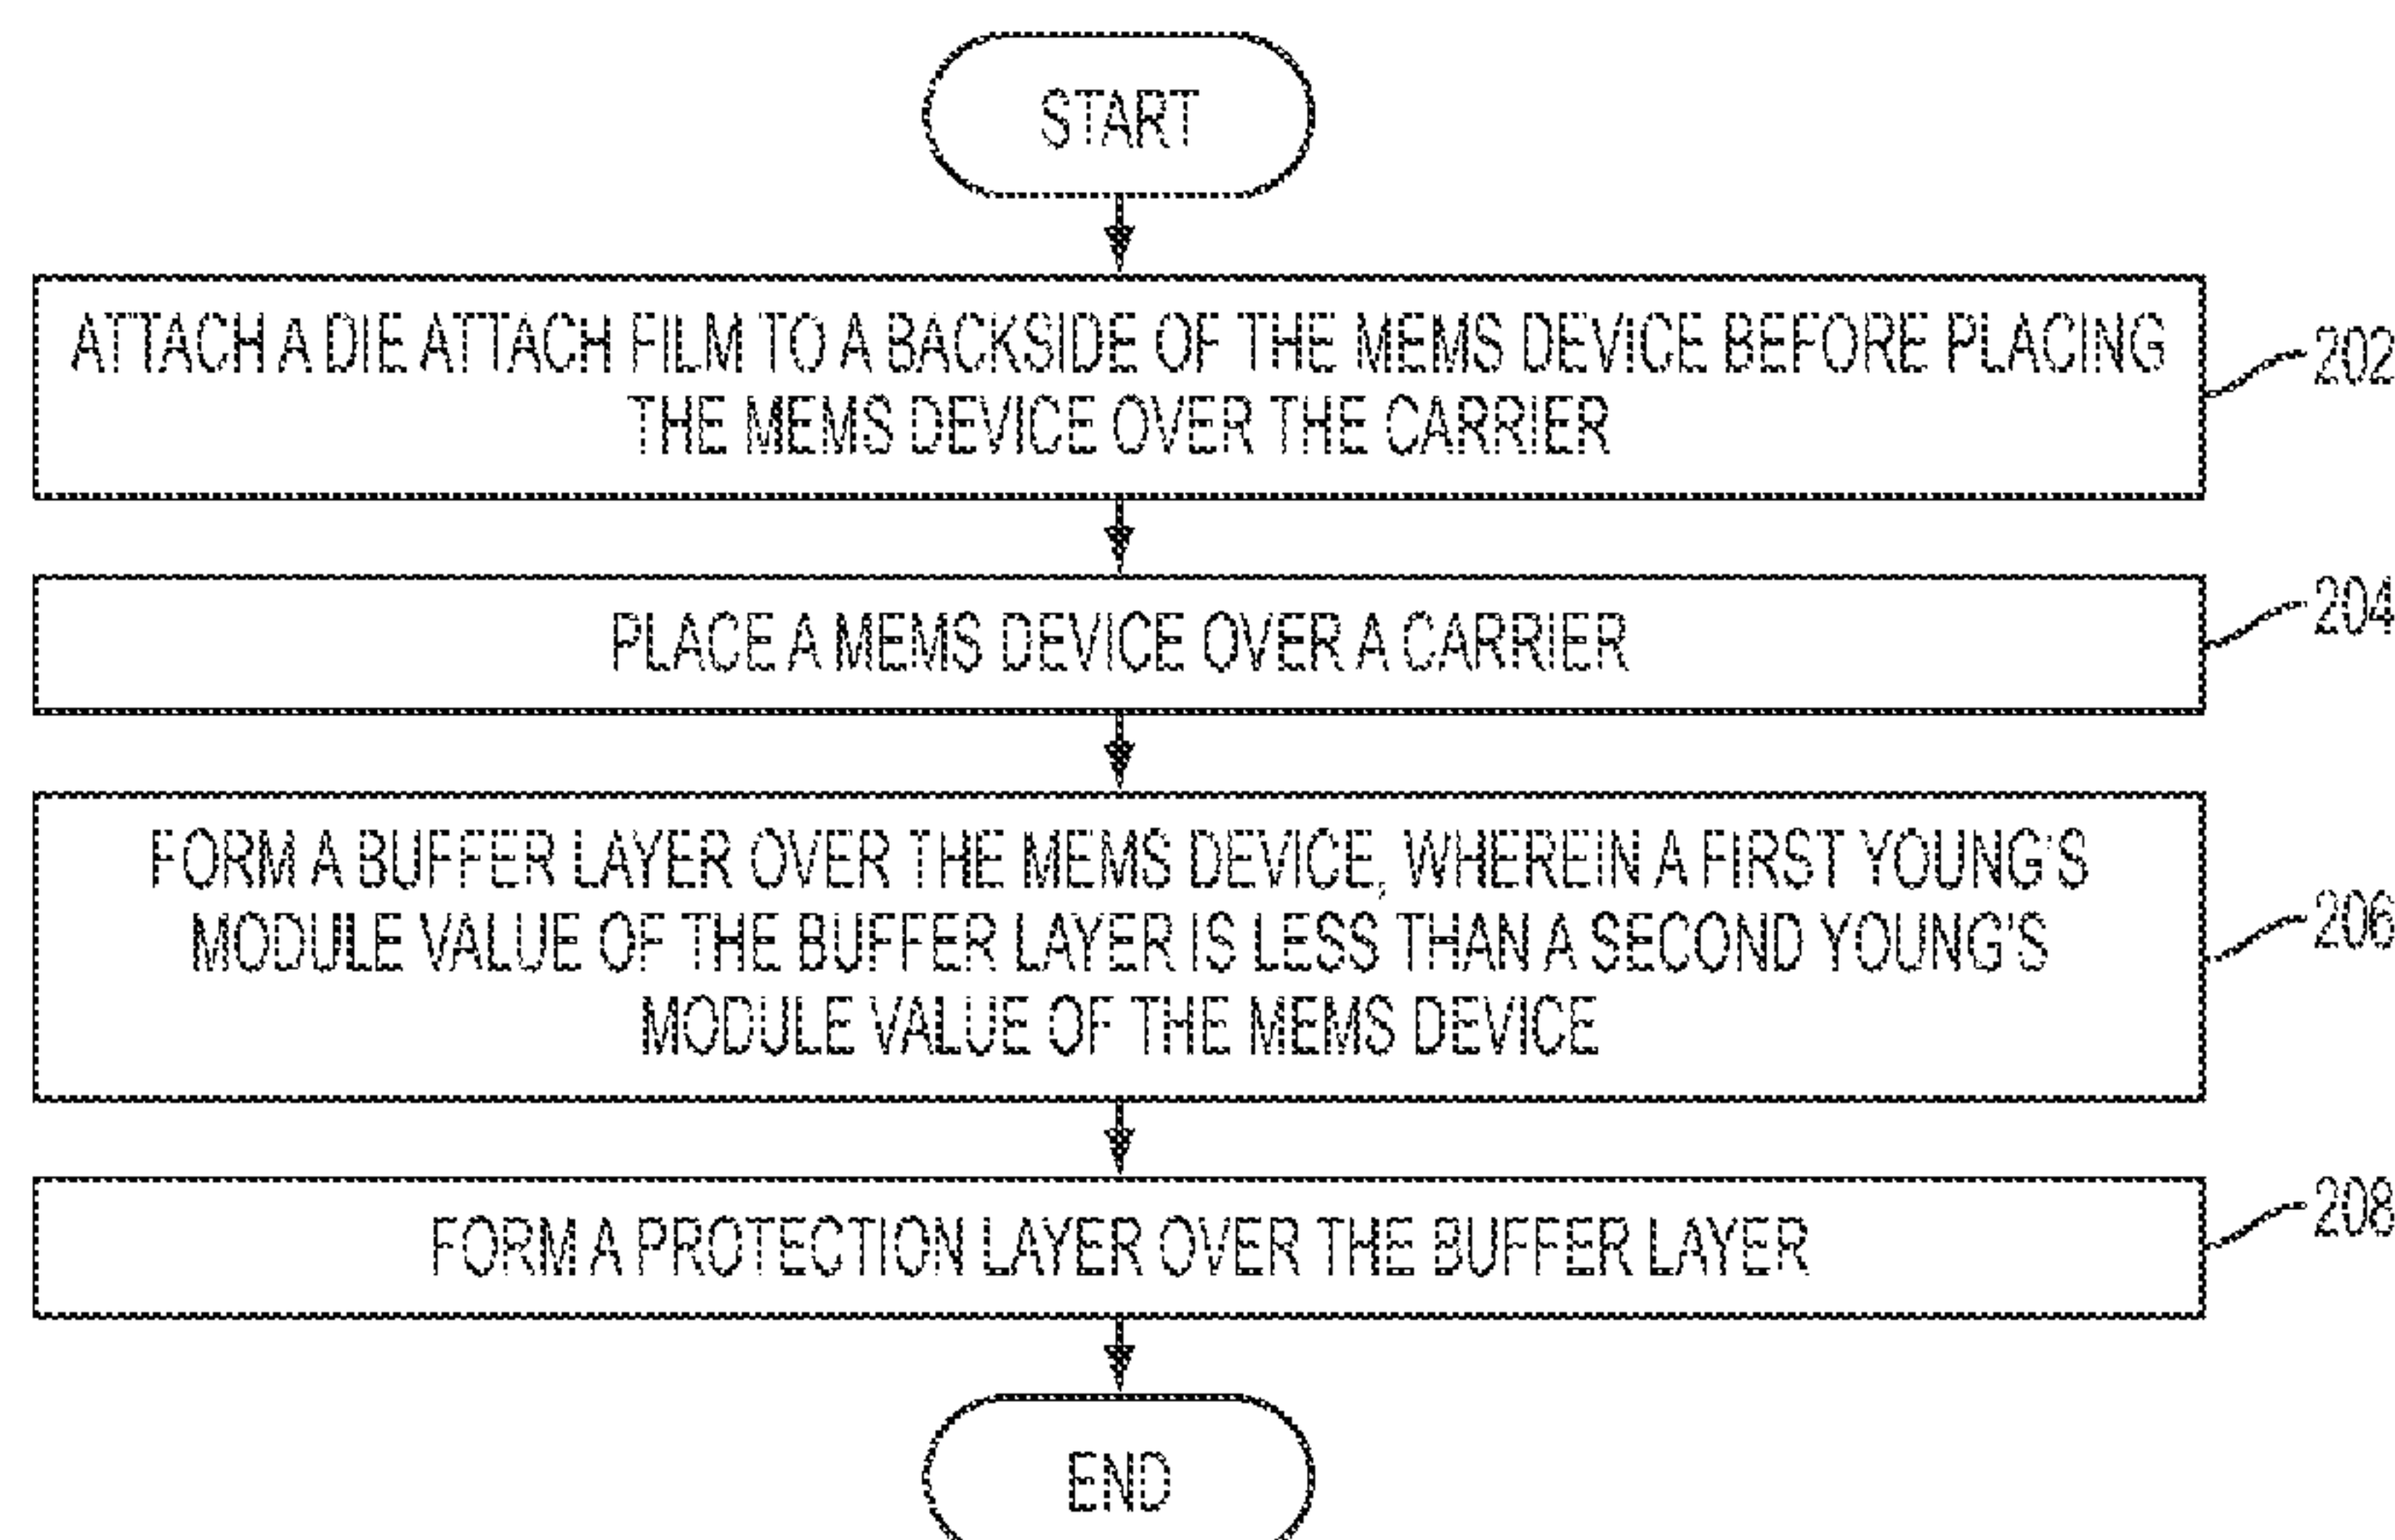 START
ATTACH A DIE ATTACH FILM TO A BACKSIDE OF THE MEMS DEVICE BEFORE PLACING
THE MEMS DEVICE OVER THE CARRIER
202
PLACE A MEMS DEVICE OVER A CARRIER
204
FORM A BUFFER LAYER OVER THE MEMS DEVICE, WHEREIN A FIRST YOUNG'S
MODULE VALUE OF THE BUFFER LAYER IS LESS THAN A SECOND YOUNG'S
MODULE VALUE OF THE MEMS DEVICE
206
FORM A PROTECTION LAYER OVER THE BUFFER LAYER
208
END